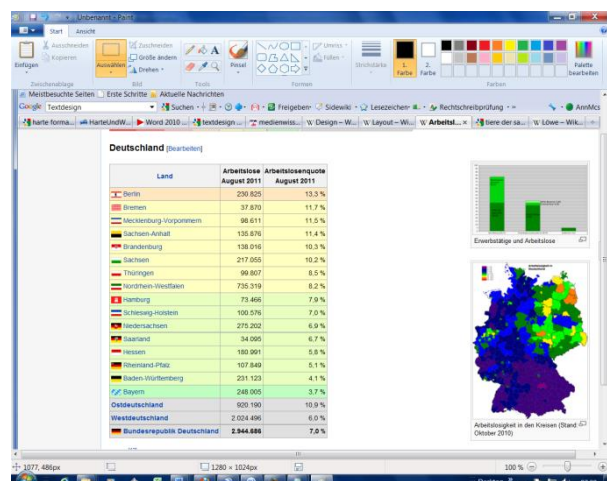 Unbenannt - Paint
Start Ansicht
Einfügen
Ausschneiden
Kopieren
Zwischenablage
Auswählen
Zuschneiden
Größe ändern
Drehen
Bild
Tools
Pinsel
Umriss
Füllen
Formen
Strichstärke
1. Farbe
2. Farbe
Farben
Palette bearbeiten
Meistbesuchte Seiten Erste Schritte Aktuelle Nachrichten
Google Textdesign Suchen Freigeben Sidewiki Lesezeichen Rechtschreibprüfung AnnMcs
harte forma... HarteUndW... Word 2010 ... textdesign ... medienwiss... Design – W... Layout – Wi... Arbeitsl... tiere der sa... Löwe – Wik...
Deutschland [Bearbeiten]
Land Arbeitslose August 2011 Arbeitslosenquote August 2011
Berlin 230.825 13,3 %
Bremen 37.870 11,7 %
Mecklenburg-Vorpommern 98.611 11,5 %
Sachsen-Anhalt 135.876 11,4 %
Brandenburg 138.016 10,3 %
Sachsen 217.055 10,2 %
Thüringen 99.807 8,5 %
Nordrhein-Westfalen 735.319 8,2 %
Hamburg 73.466 7,9 %
Schleswig-Holstein 100.576 7,0 %
Niedersachsen 275.202 6,9 %
Saarland 34.095 6,7 %
Hessen 180.991 5,8 %
Rheinland-Pfalz 107.849 5,1 %
Baden-Württemberg 231.123 4,1 %
Bayern 248.005 3,7 %
Ostdeutschland 920.190 10,9 %
Westdeutschland 2.024.496 6,0 %
Bundesrepublik Deutschland 2.944.686 7,0 %
Erwerbstätige und Arbeitslose
Arbeitslosigkeit in den Kreisen (Stand Oktober 2010)
1077, 486px
1280 × 1024px
100 %